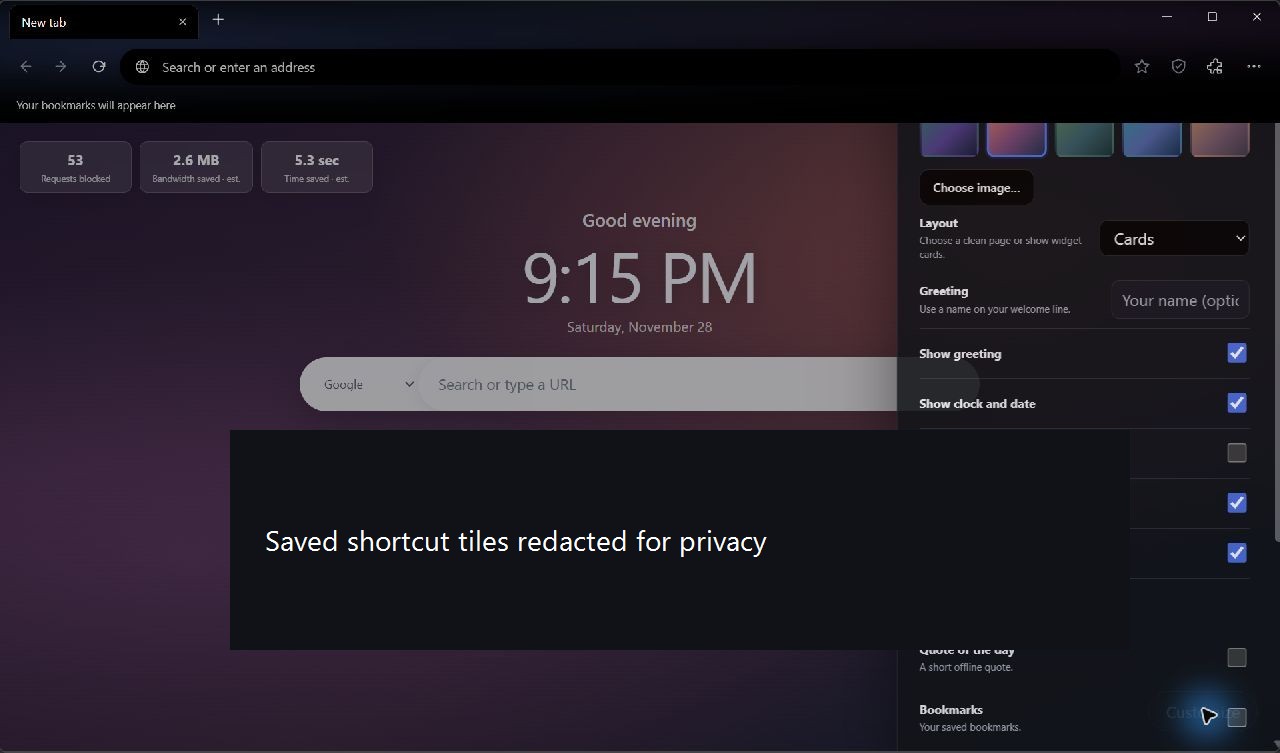 New tab
Search or enter an address
Your bookmarks will appear here
53
Requests blocked
2.6 MB
Bandwidth saved · est.
5.3 sec
Time saved · est.
Good evening
9:15 PM
Saturday, November 28
Google
Search or type a URL
Saved shortcut tiles redacted for privacy
Choose image...
Layout
Choose a clean page or show widget
cards.
Cards
Greeting
Use a name on your welcome line.
Your name (optic
Show greeting
Show clock and date
Quote of the day
A short offline quote.
Bookmarks
Your saved bookmarks.